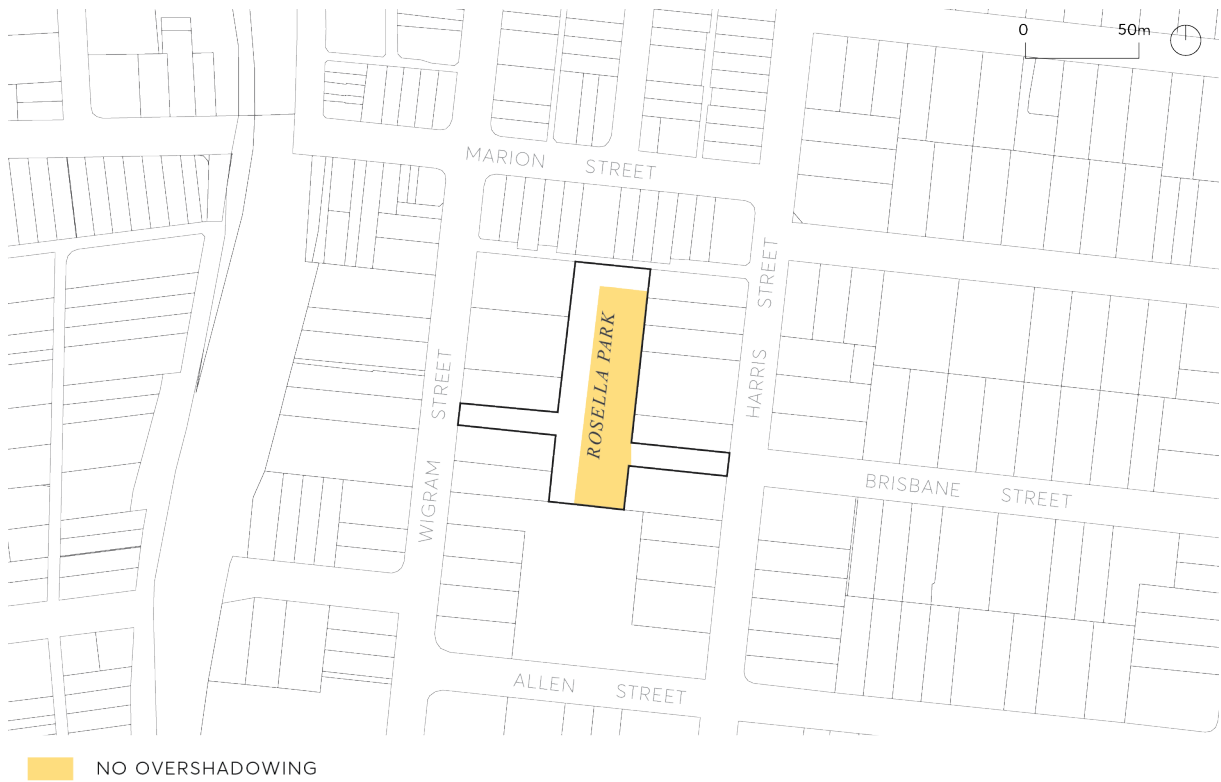 0 50m
MARION STREET
HARRIS STREET
ROSELLA PARK
WIGRAM STREET
BRISBANE STREET
ALLEN STREET
NO OVERSHADOWING